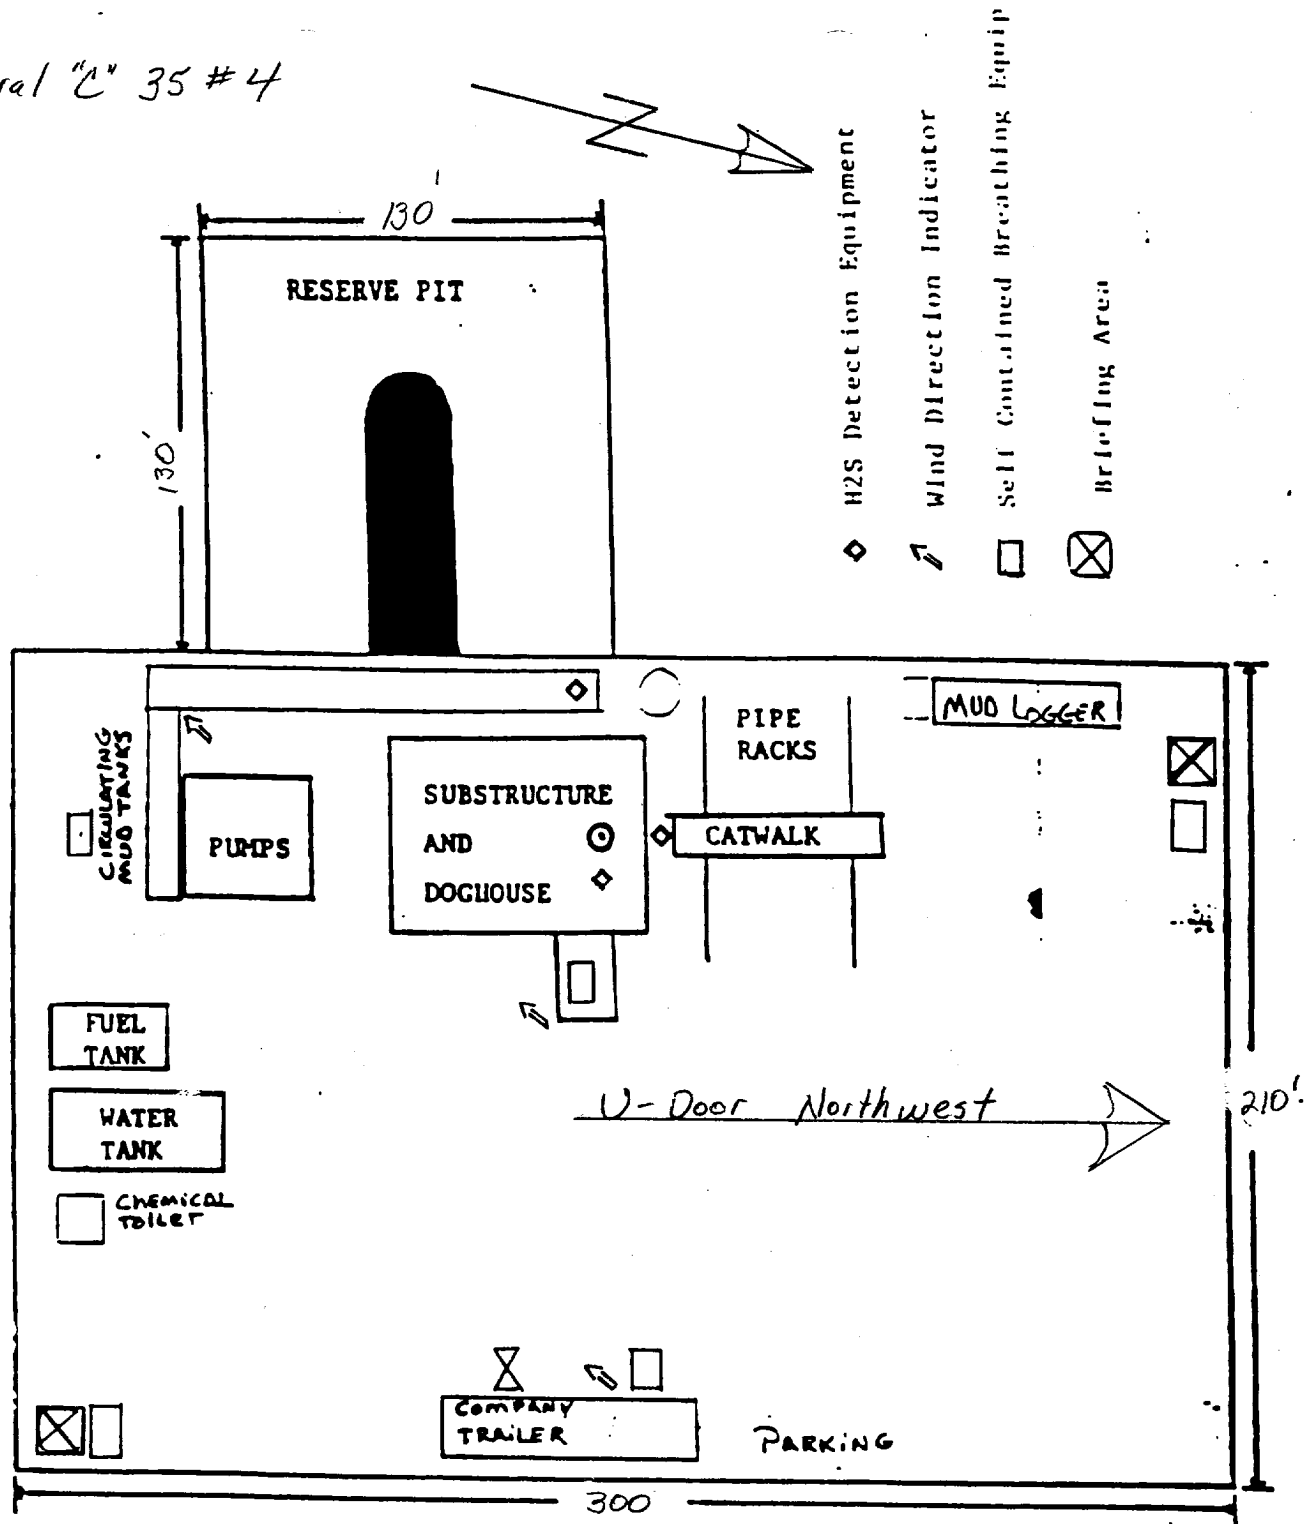 "C" 35 #4
130'
130'
RESERVE PIT
H2S Detection Equipment
Wind Direction Indicator
Self Contained Breathing Equip
Briefing Area
MUD LOGGER
PIPE
RACKS
CIRCULATING
MUD TANKS
SUBSTRUCTURE
AND
DOGHOUSE
PUMPS
CATWALK
FUEL
TANK
WATER
TANK
CHEMICAL
TOILET
U-Door Northwest
210'
COMPANY
TRAILER
PARKING
300